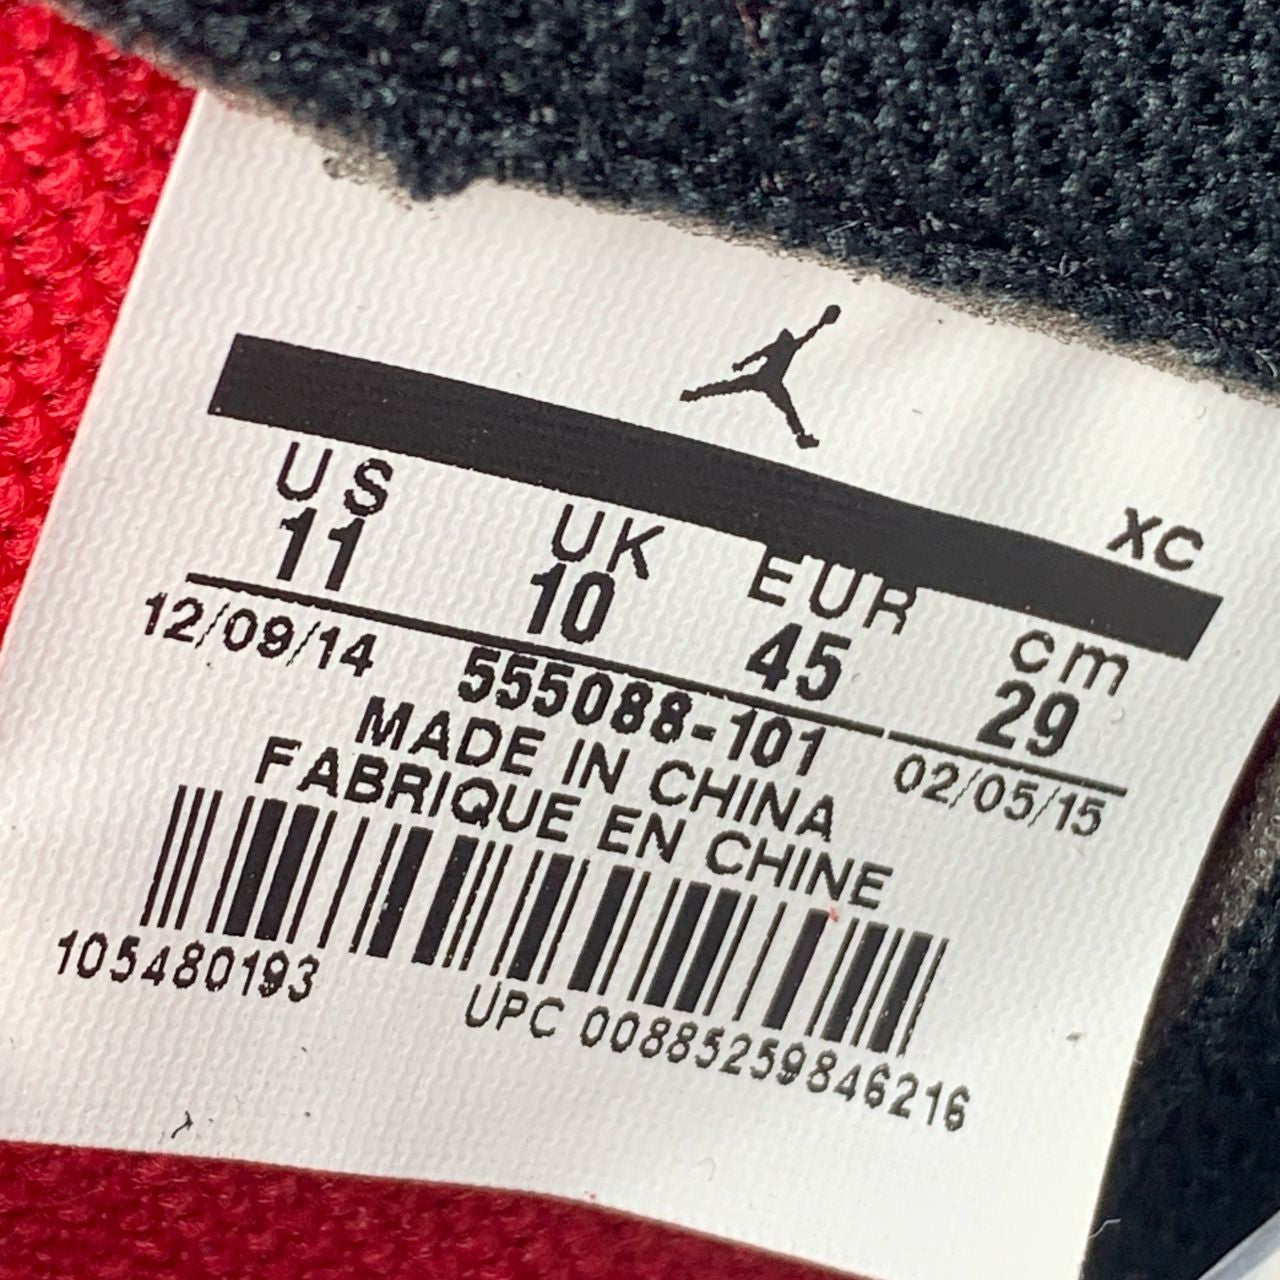 XC
US UK EUR cm
11 10 45 29
12/09/14 555088-101 02/05/15
MADE IN CHINA
FABRIQUE EN CHINE
105480193 UPC 00885259846216